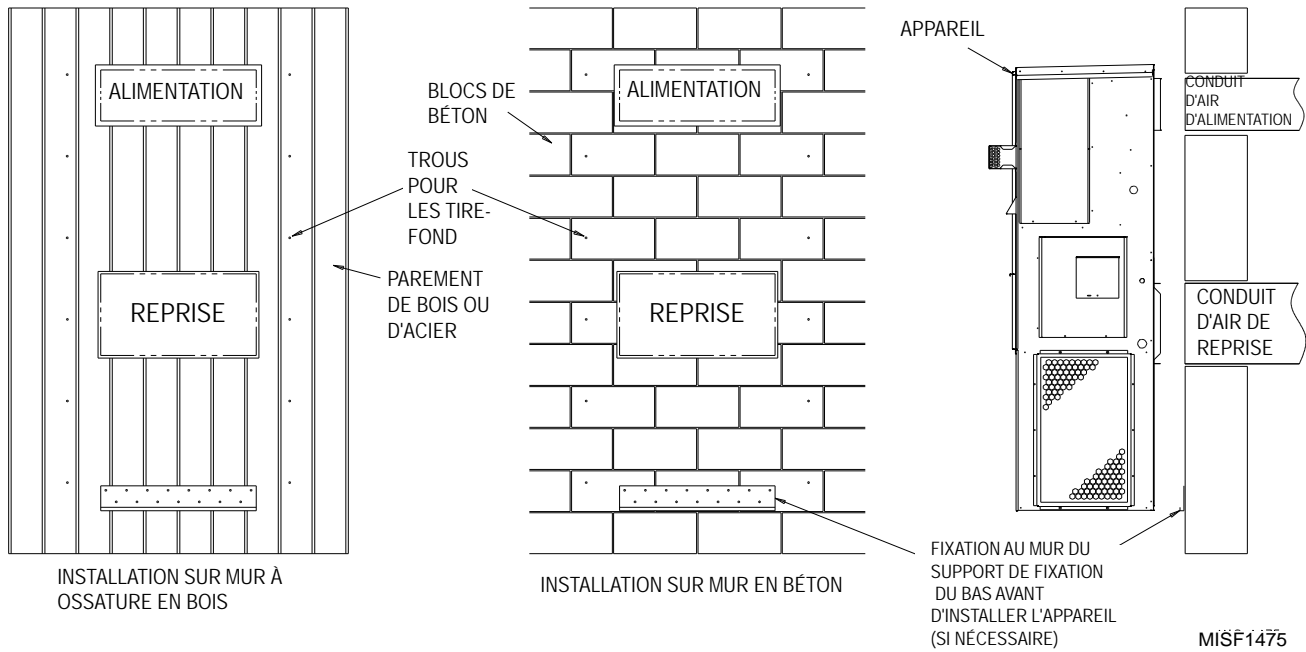 ALIMENTATION
REPRISE
INSTALLATION SUR MUR À
OSSATURE EN BOIS
BLOCS DE
BÉTON
TROUS
POUR
LES TIRE-
FOND
PAREMENT
DE BOIS OU
D'ACIER
ALIMENTATION
REPRISE
INSTALLATION SUR MUR EN BÉTON
APPAREIL
CONDUIT
D'AIR
D'ALIMENTATION
CONDUIT
D'AIR DE
REPRISE
FIXATION AU MUR DU
SUPPORT DE FIXATION
DU BAS AVANT
D'INSTALLER L'APPAREIL
(SI NÉCESSAIRE)
MISF1475